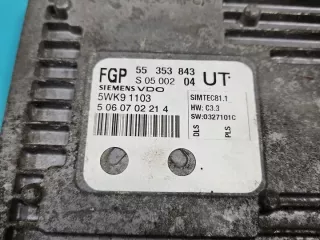 FGP 55 353 843
S 05 002 04 UT
SIEMENS VDO
5WK9 1103
5 06 07 02 21 4
SIMTEC81.1
HW: C3.3
SW:0327101C
DLS PLS